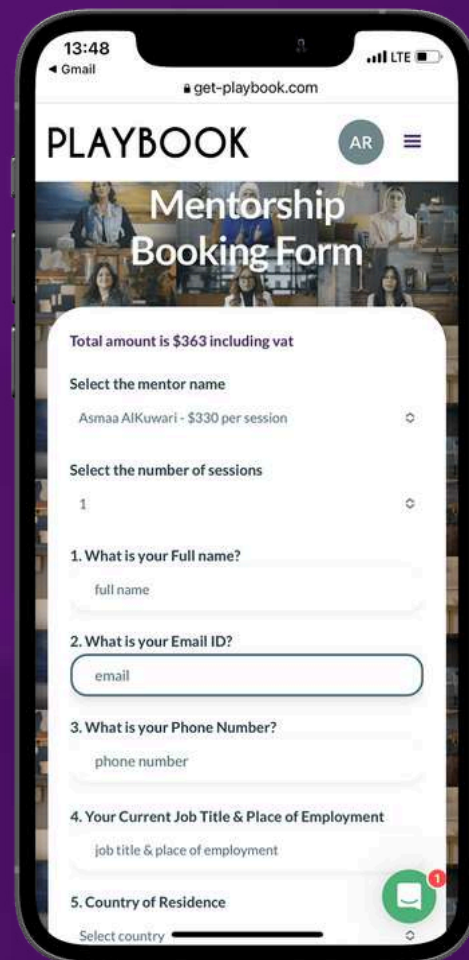 13:48
LTE
◀ Gmail
get-playbook.com
PLAYBOOK
AR
Mentorship
Booking Form
Total amount is $363 including vat
Select the mentor name
Asmaa AlKuwari - $330 per session
Select the number of sessions
1
1. What is your Full name?
full name
2. What is your Email ID?
email
3. What is your Phone Number?
phone number
4. Your Current Job Title & Place of Employment
job title & place of employment
1
5. Country of Residence
Select country